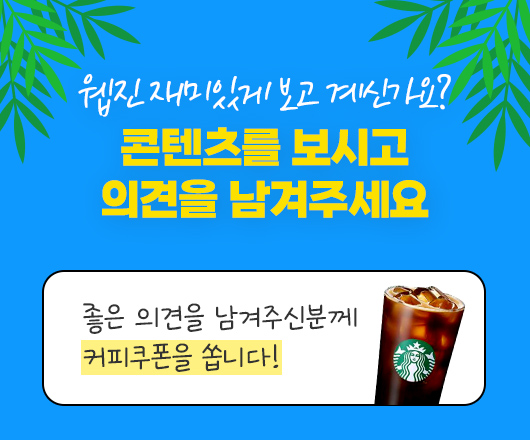 웹진 재미있게 보고 계신가요?
콘텐츠를 보시고
의견을 남겨주세요
좋은 의견을 남겨주신분께
커피쿠폰을 쏩니다!